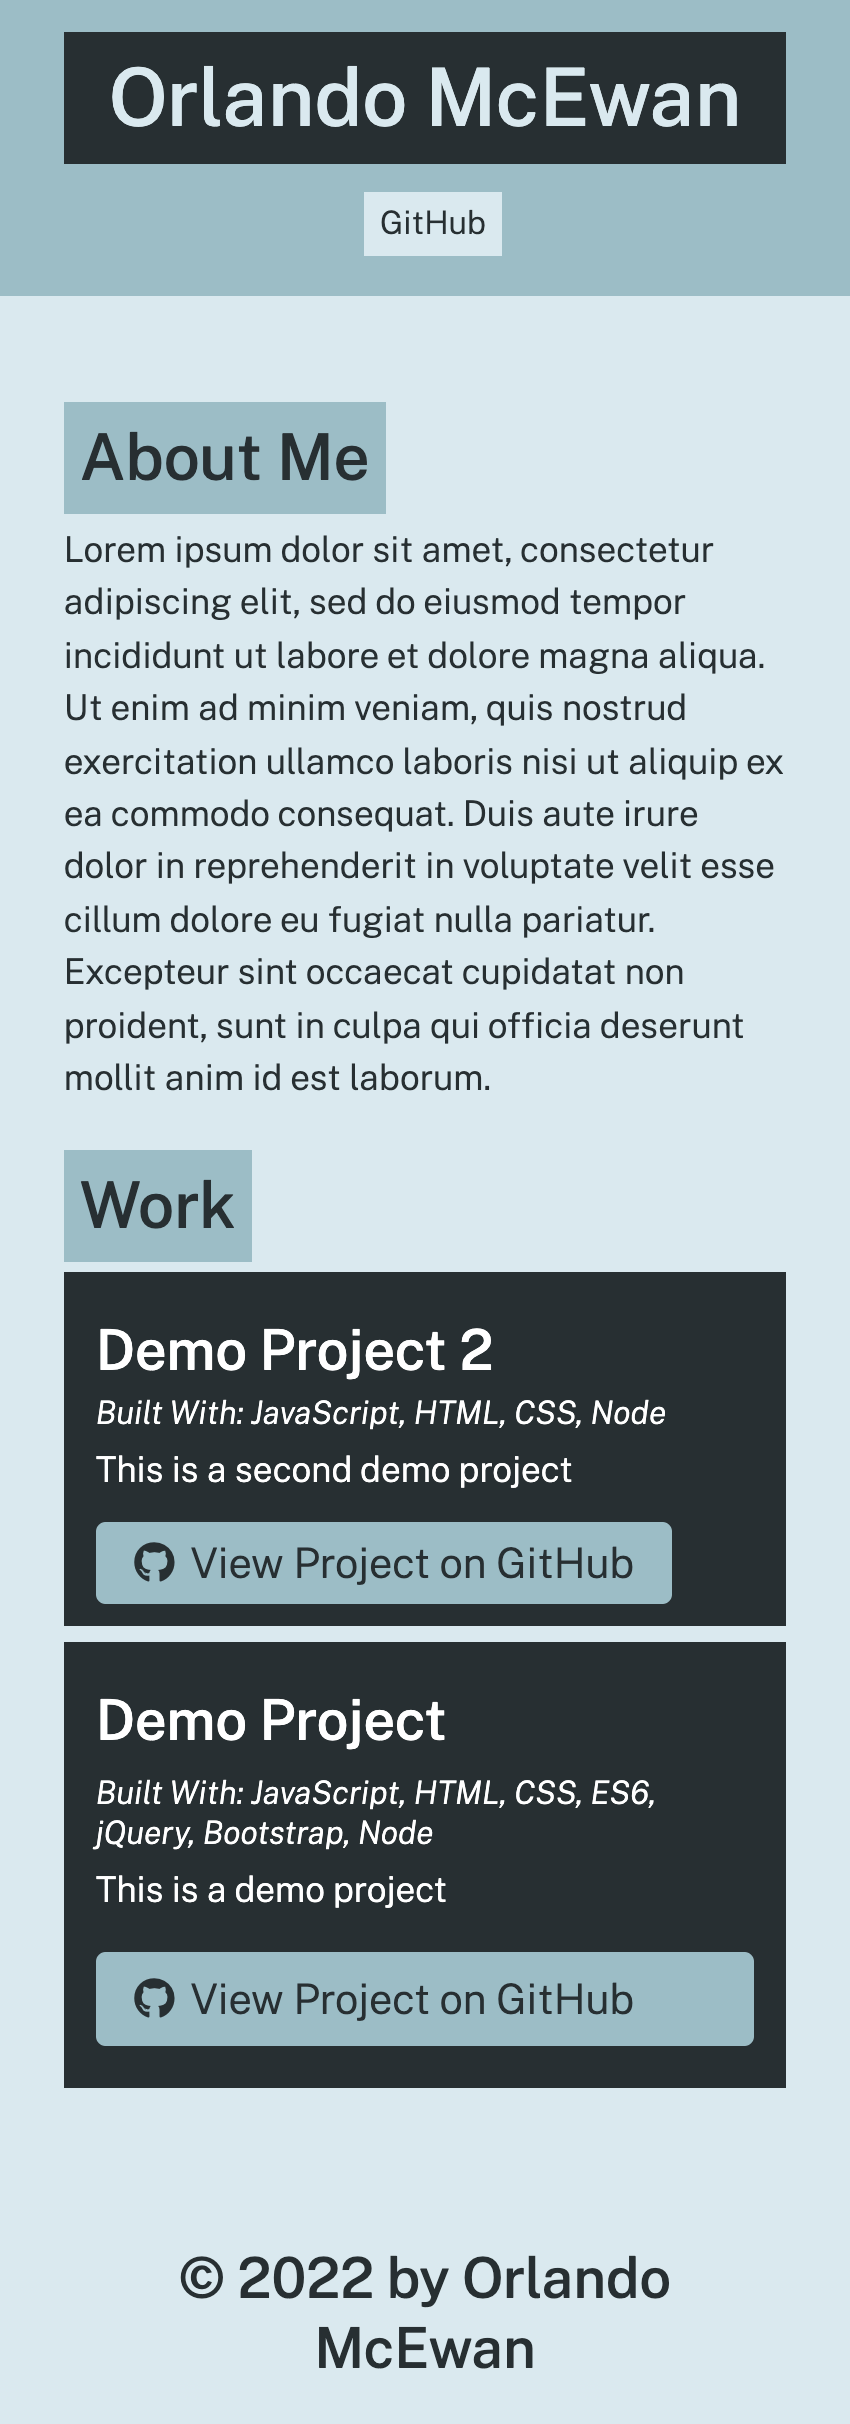 Orlando McEwan
GitHub
About Me
Lorem ipsum dolor sit amet, consectetur
adipiscing elit, sed do eiusmod tempor
incididunt ut labore et dolore magna aliqua.
Ut enim ad minim veniam, quis nostrud
exercitation ullamco laboris nisi ut aliquip ex
ea commodo consequat. Duis aute irure
dolor in reprehenderit in voluptate velit esse
cillum dolore eu fugiat nulla pariatur.
Excepteur sint occaecat cupidatat non
proident, sunt in culpa qui officia deserunt
mollit anim id est laborum.
Work
Demo Project 2
Built With: JavaScript, HTML, CSS, Node
This is a second demo project
View Project on GitHub
Demo Project
Built With: JavaScript, HTML, CSS, ES6,
jQuery, Bootstrap, Node
This is a demo project
View Project on GitHub
© 2022 by Orlando
McEwan